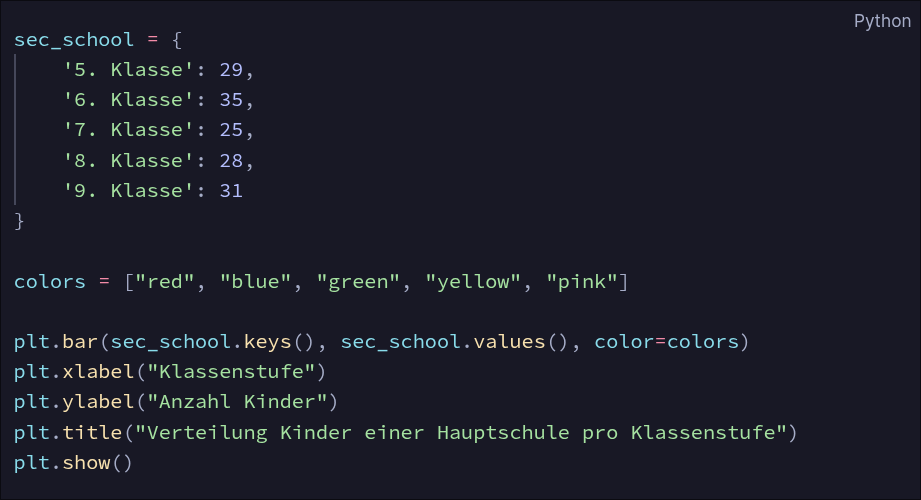 Python
sec_school = {
    '5. Klasse': 29,
    '6. Klasse': 35,
    '7. Klasse': 25,
    '8. Klasse': 28,
    '9. Klasse': 31
}
colors = ["red", "blue", "green", "yellow", "pink"]
plt.bar(sec_school.keys(), sec_school.values(), color=colors)
plt.xlabel("Klassenstufe")
plt.ylabel("Anzahl Kinder")
plt.title("Verteilung Kinder einer Hauptschule pro Klassenstufe")
plt.show()